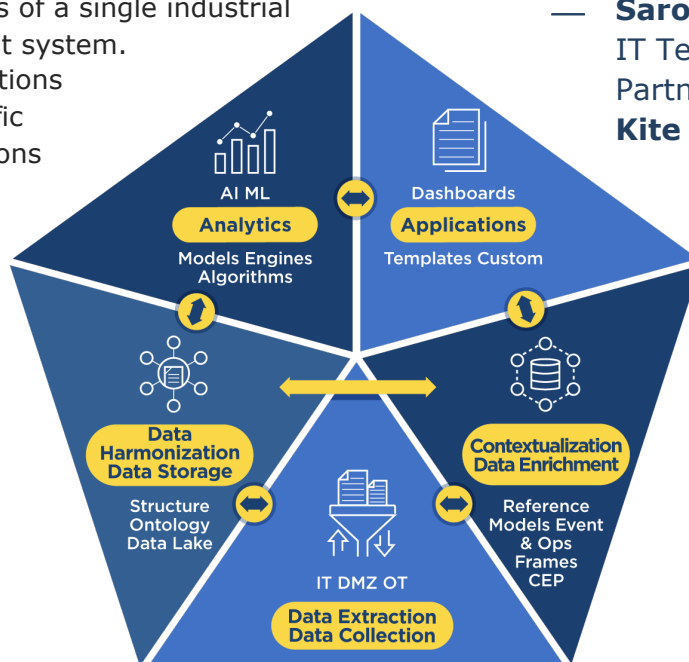 s of a single industrial
t system.
tions
fic
ons
— Saro
IT Te
Partn
Kite
AI ML
Analytics
Models Engines
Algorithms
Dashboards
Applications
Templates Custom
Data
Harmonization
Data Storage
Structure
Ontology
Data Lake
Contextualization
Data Enrichment
Reference
Models Event
& Ops
Frames
CEP
IT DMZ OT
Data Extraction
Data Collection